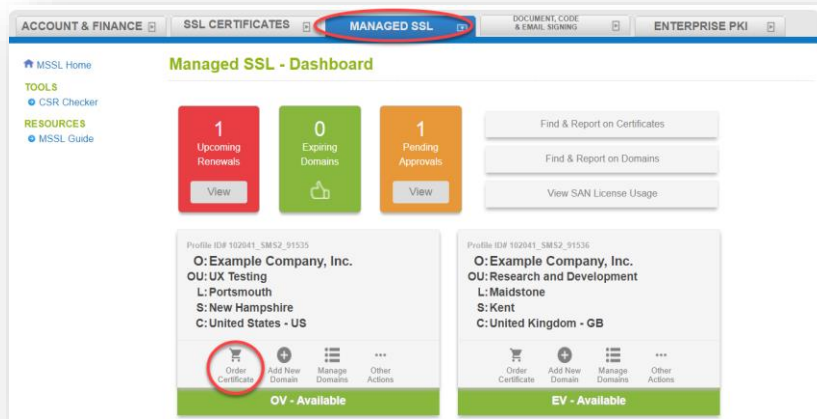 ACCOUNT & FINANCE
SSL CERTIFICATES
MANAGED SSL
DOCUMENT, CODE
& EMAIL SIGNING
ENTERPRISE PKI
MSSL Home
TOOLS
CSR Checker
RESOURCES
MSSL Guide
Managed SSL - Dashboard
1
Upcoming
Renewals
View
0
Expiring
Domains
1
Pending
Approvals
View
Find & Report on Certificates
Find & Report on Domains
View SAN License Usage
Profile ID# 102041_SMS2_91535
O: Example Company, Inc.
OU: UX Testing
L: Portsmouth
S: New Hampshire
C: United States - US
Order
Certificate
Add New
Domain
Manage
Domains
Other
Actions
OV - Available
Profile ID# 102041_SMS2_91536
O: Example Company, Inc.
OU: Research and Development
L: Maidstone
S: Kent
C: United Kingdom - GB
Order
Certificate
Add New
Domain
Manage
Domains
Other
Actions
EV - Available